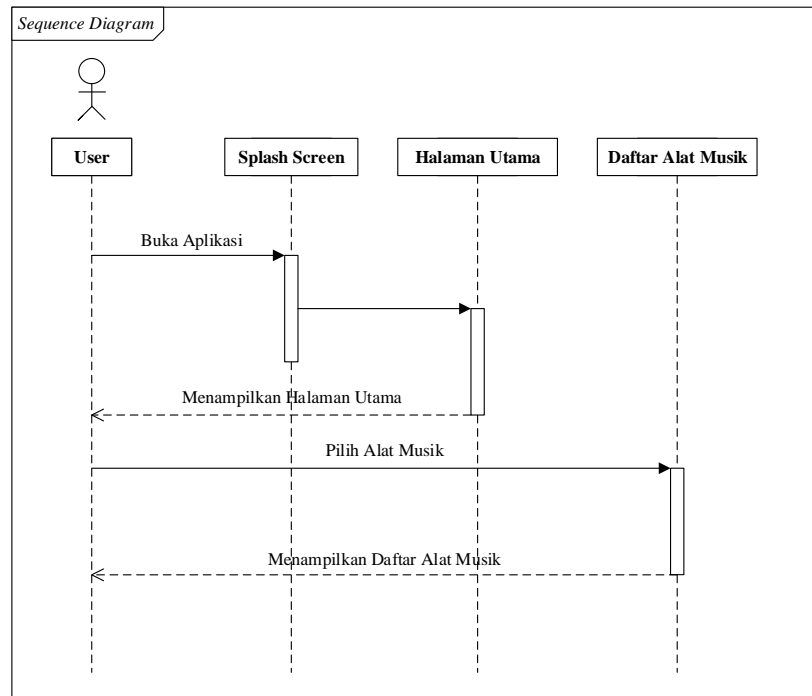 Sequence Diagram
User
Splash Screen
Halaman Utama
Daftar Alat Musik
Buka Aplikasi
Menampilkan Halaman Utama
Pilih Alat Musik
Menampilkan Daftar Alat Musik